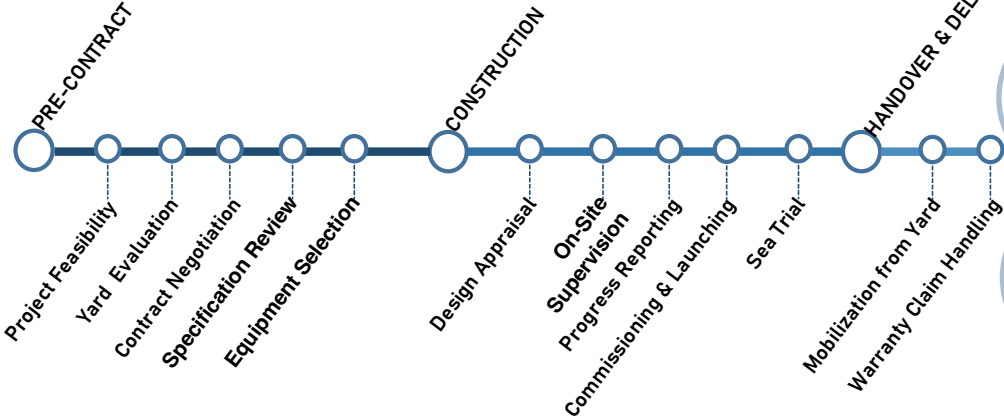 PRE-CONTRACT
Project Feasibility
Yard Evaluation
Contract Negotiation
Specification Review
Equipment Selection
CONSTRUCTION
Design Appraisal
On-Site
Supervision
Progress Reporting
Commissioning & Launching
Sea Trial
HANDOVER & DEL
Mobilization from Yard
Warranty Claim Handling